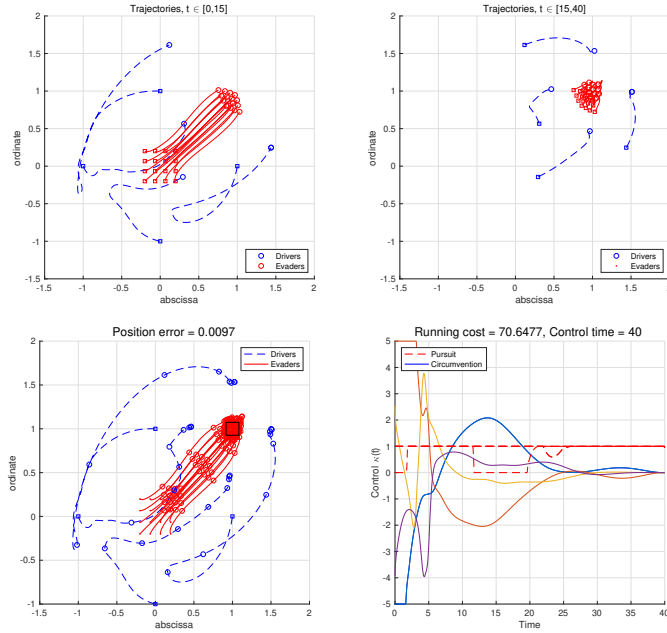 Trajectories, t ∈ [0,15]
2
1.5
1
0.5
0
-0.5
-1
-1.5
ordinate
-1.5 -1 -0.5 0 0.5 1 1.5 2
abscissa
Drivers
Evaders
Trajectories, t ∈ [15,40]
2
1.5
1
0.5
0
-0.5
-1
-1.5
ordinate
-1.5 -1 -0.5 0 0.5 1 1.5
abscissa
Drivers
Evaders
Position error = 0.0097
2
1.5
1
0.5
0
-0.5
-1
ordinate
-1.5 -1 -0.5 0 0.5 1 1.5 2
abscissa
Drivers
Evaders
Running cost = 70.6477, Control time = 40
5
4
3
2
1
0
-1
-2
-3
-4
-5
Control κ(t)
0 5 10 15 20 25 30 35 40
Time
Pursuit
Circumvention